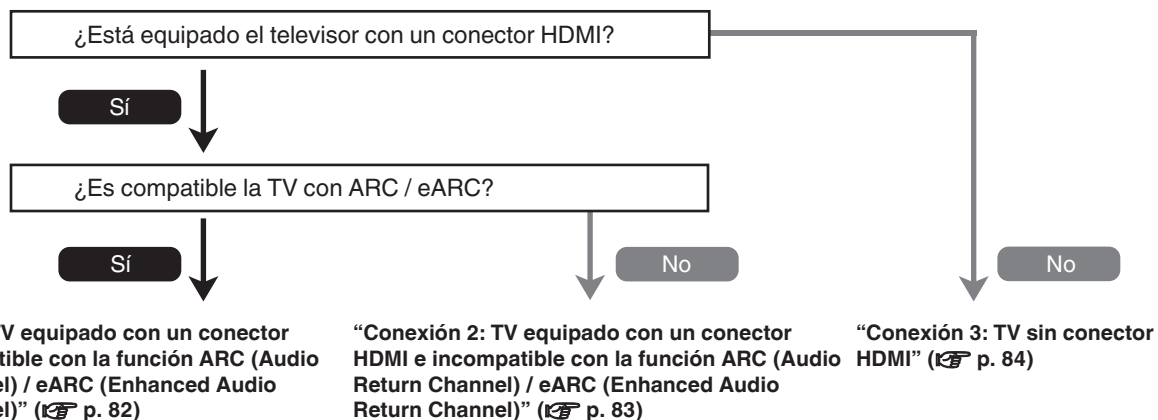 ¿Está equipado el televisor con un conector HDMI?
Sí
¿Es compatible la TV con ARC / eARC?
Sí
No
No
equipado con un conector
con la función ARC (Audio
/ eARC (Enhanced Audio
(☞ p. 82)
“Conexión 2: TV equipado con un conector
HDMI e incompatible con la función ARC (Audio
Return Channel) / eARC (Enhanced Audio
Return Channel)” (☞ p. 83)
“Conexión 3: TV sin conector
HDMI” (☞ p. 84)